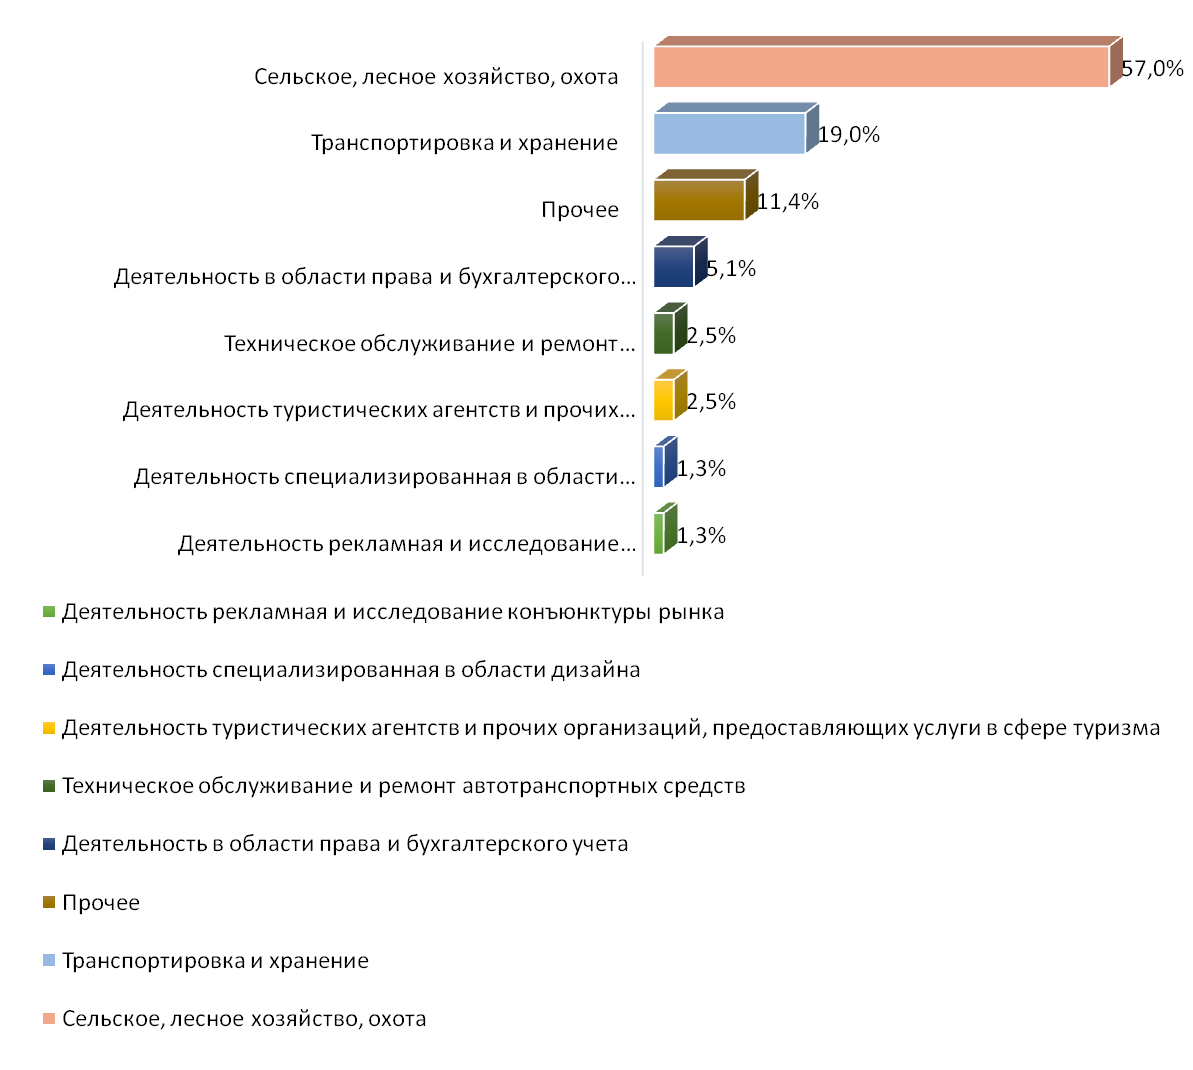 Сельское, лесное хозяйство, охота
57,0%
Транспортировка и хранение
19,0%
Прочее
11,4%
Деятельность в области права и бухгалтерского...
5,1%
Техническое обслуживание и ремонт...
2,5%
Деятельность туристических агентств и прочих...
2,5%
Деятельность специализированная в области...
1,3%
Деятельность рекламная и исследование...
1,3%
Деятельность рекламная и исследование конъюнктуры рынка
Деятельность специализированная в области дизайна
Деятельность туристических агентств и прочих организаций, предоставляющих услуги в сфере туризма
Техническое обслуживание и ремонт автотранспортных средств
Деятельность в области права и бухгалтерского учета
Прочее
Транспортировка и хранение
Сельское, лесное хозяйство, охота